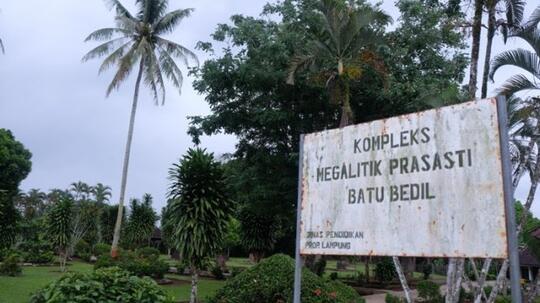 KOMPLEKS
MEGALITIK PRASASTI
BATU BEDIL
DINAS PENDIDIKAN
PROP. LAMPUNG